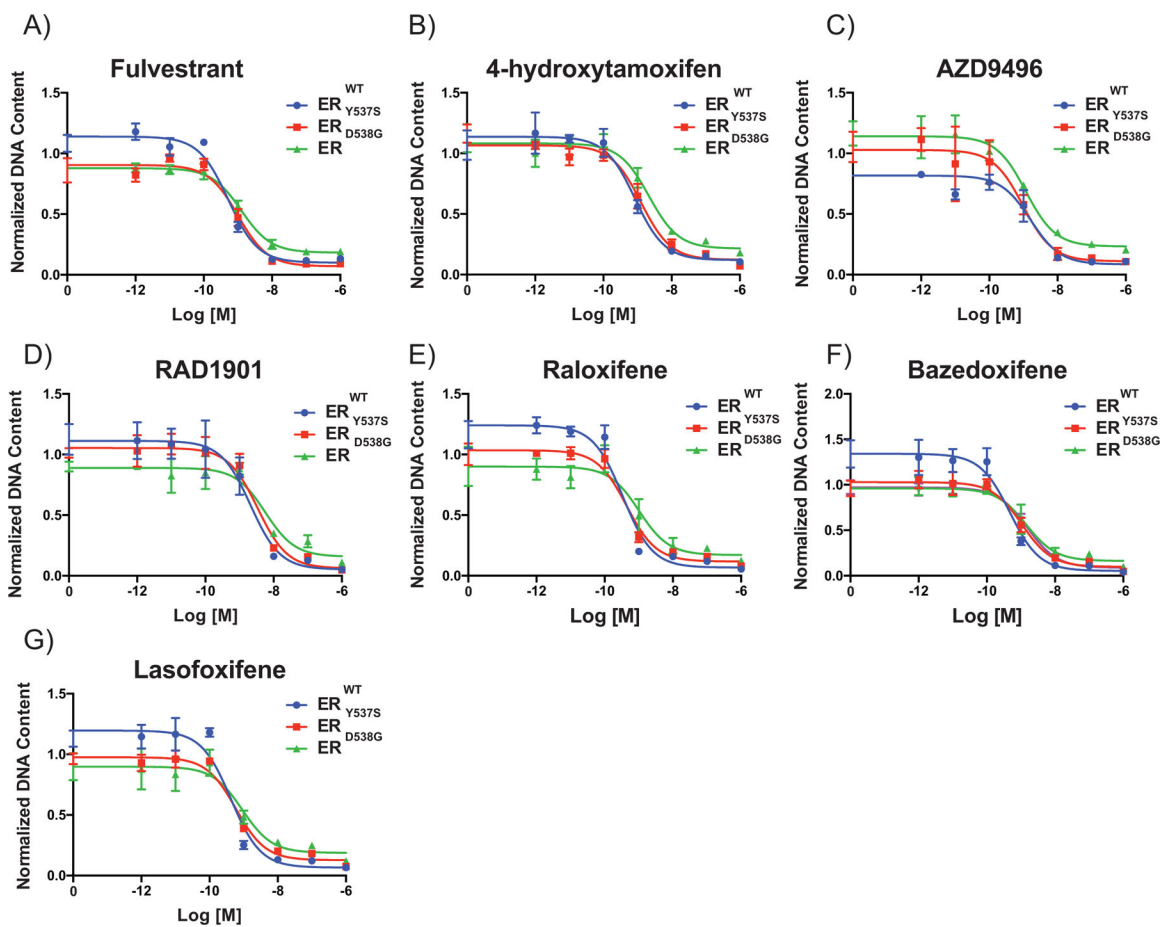 A)
Fulvestrant
Normalized DNA Content
1.5
1.0
0.5
0.0
0
-12
-10
-8
-6
Log [M]
WT
ER
Y537S
ER
D538G
ER
B)
4-hydroxytamoxifen
Normalized DNA Content
1.5
1.0
0.5
0.0
0
-12
-10
-8
-6
Log [M]
WT
ER
Y537S
ER
D538G
ER
C)
AZD9496
Normalized DNA Content
1.5
1.0
0.5
0.0
0
-12
-10
-8
-6
Log [M]
WT
ER
Y537S
ER
D538G
ER
D)
RAD1901
Normalized DNA Content
1.5
1.0
0.5
0.0
0
-12
-10
-8
-6
Log [M]
WT
ER
Y537S
ER
D538G
ER
E)
Raloxifene
Normalized DNA Content
1.5
1.0
0.5
0.0
0
-12
-10
-8
-6
Log [M]
WT
ER
Y537S
ER
D538G
ER
F)
Bazedoxifene
Normalized DNA Content
2.0
1.5
1.0
0.5
0.0
0
-12
-10
-8
-6
Log [M]
WT
ER
Y537S
ER
D538G
ER
G)
Lasofoxifene
Normalized DNA Content
1.5
1.0
0.5
0.0
0
-12
-10
-8
-6
Log [M]
WT
ER
Y537S
ER
D538G
ER